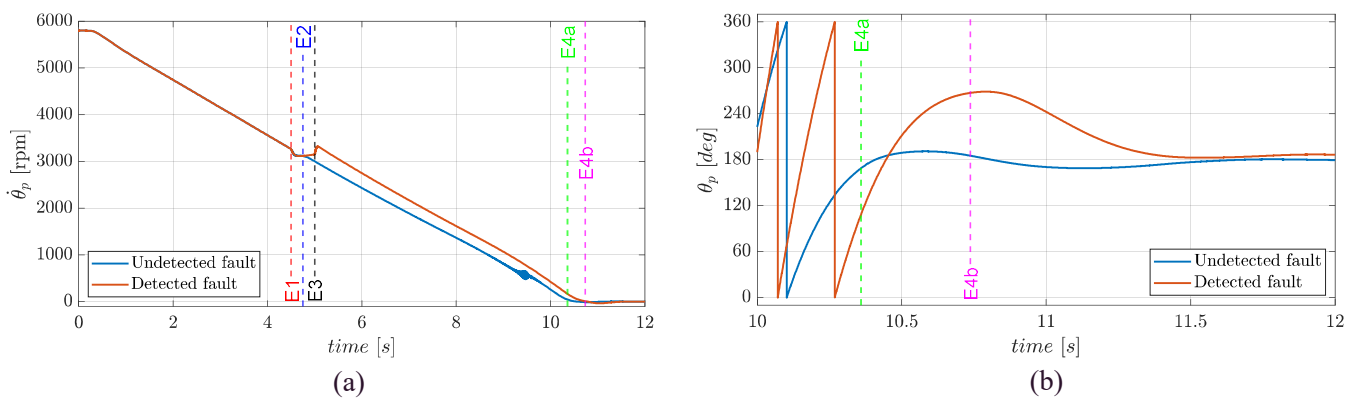 6000
5000
4000
3000
2000
1000
0
0 2 4 6 8 10 12
θ̇p [rpm]
time [s]
E1
E2
E3
E4a
E4b
Undetected fault
Detected fault
(a)
360
300
240
180
120
60
0
10 10.5 11 11.5 12
θp [deg]
time [s]
E4a
E4b
Undetected fault
Detected fault
(b)